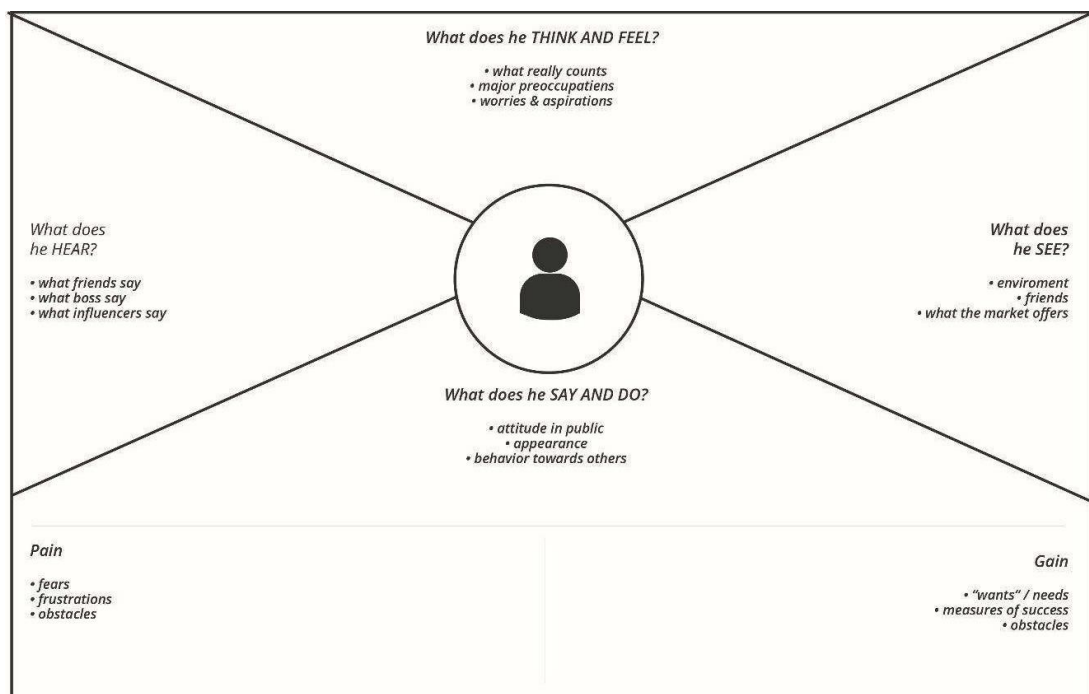 What does he THINK AND FEEL?
• what really counts
• major preoccupatiens
• worries & aspirations
What does
he HEAR?
• what friends say
• what boss say
• what influencers say
What does
he SEE?
• enviroment
• friends
• what the market offers
What does he SAY AND DO?
• attitude in public
• appearance
• behavior towards others
Pain
• fears
• frustrations
• obstacles
Gain
• “wants“ / needs
• measures of success
• obstacles